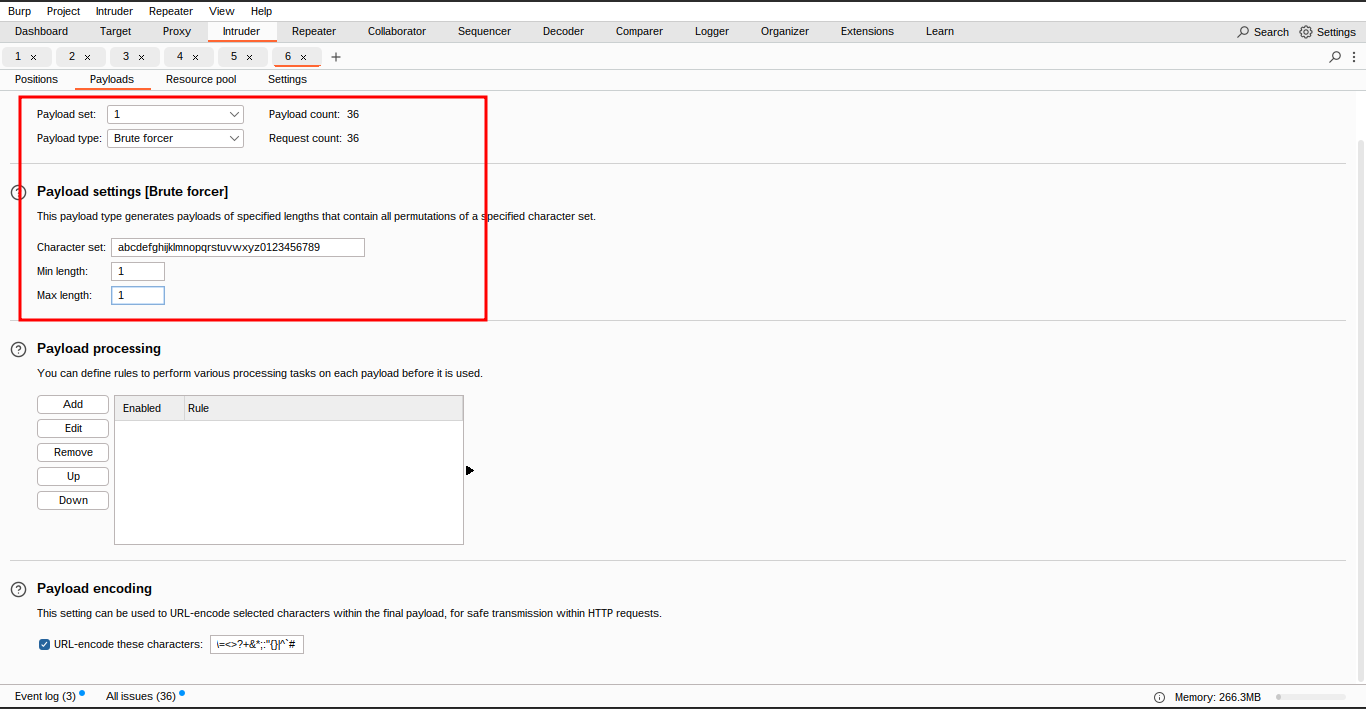 Burp Project Intruder Repeater View Help
Dashboard Target Proxy Intruder Repeater Collaborator Sequencer Decoder Comparer Logger Organizer Extensions Learn Search Settings
1 × 2 × 3 × 4 × 5 × 6 × +
Positions Payloads Resource pool Settings
Payload set: 1 Payload count: 36
Payload type: Brute forcer Request count: 36
Payload settings [Brute forcer]
This payload type generates payloads of specified lengths that contain all permutations of a specified character set.
Character set: abcdefghijklmnopqrstuvwxyz0123456789
Min length: 1
Max length: 1
Payload processing
You can define rules to perform various processing tasks on each payload before it is used.
Add Enabled Rule
Edit
Remove
Up
Down
Payload encoding
This setting can be used to URL-encode selected characters within the final payload, for safe transmission within HTTP requests.
URL-encode these characters: \=<>?+&*;:"{}|^`#
Event log (3) All issues (36) Memory: 266.3MB